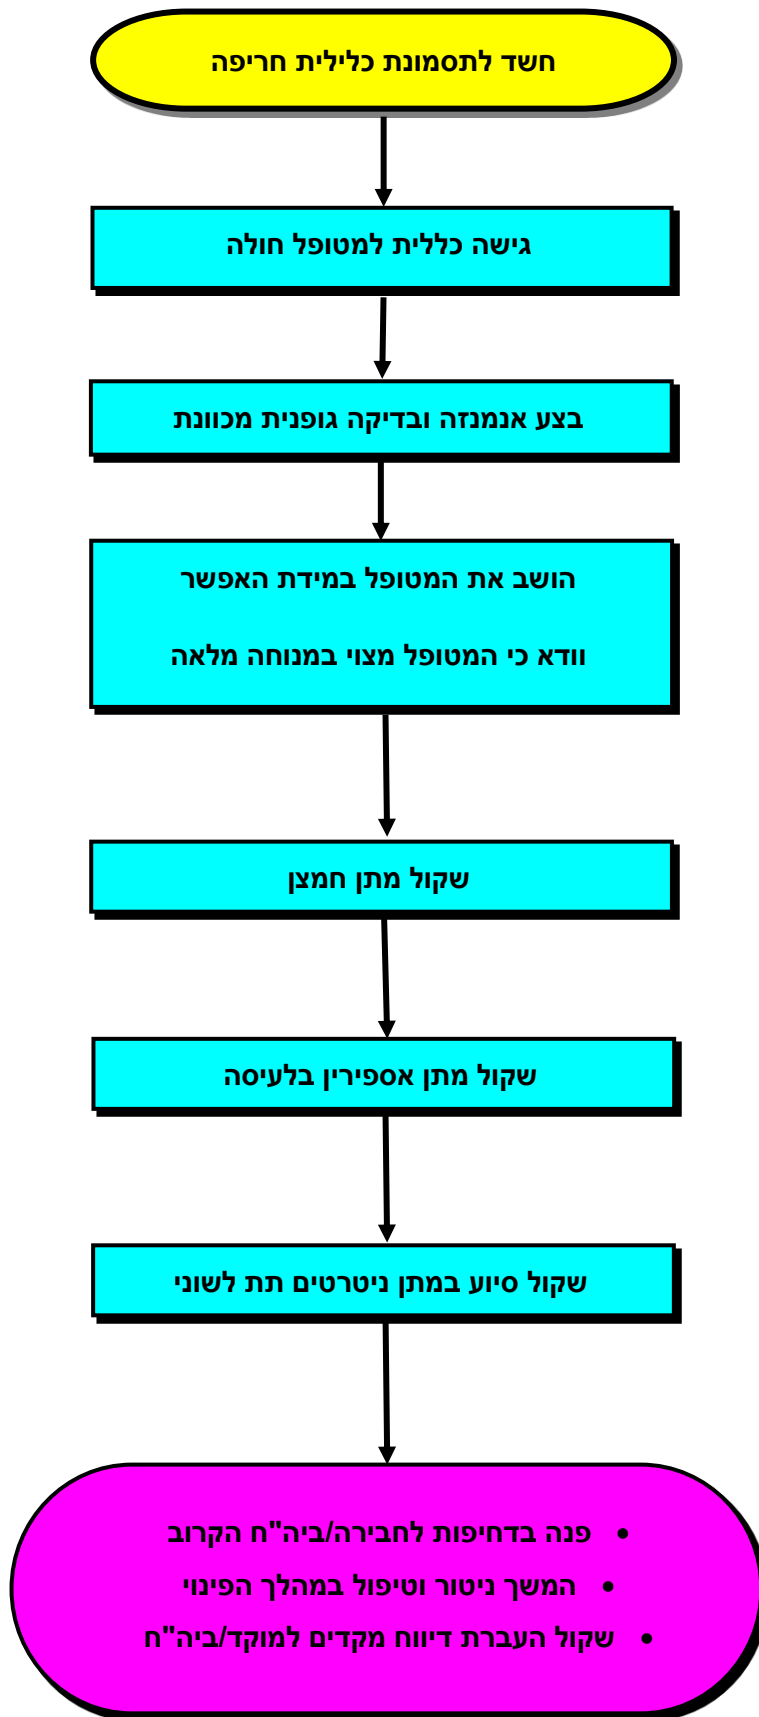 חשד לתסמונת כלילית חריפה
גישה כללית למטופל חולה
בצע אנמנזה ובדיקה גופנית מכוונת
הושב את המטופל במידת האפשר
וודא כי המטופל מצוי במנוחה מלאה
שקול מתן חמצן
שקול מתן אספירין בלעיסה
שקול סיוע במתן ניטרטים תת לשוני
• פנה בדחיפות לחבירה/ביה"ח הקרוב
• המשך ניטור וטיפול במהלך הפינוי
• שקול העברת דיווח מקדים למוקד/ביה"ח